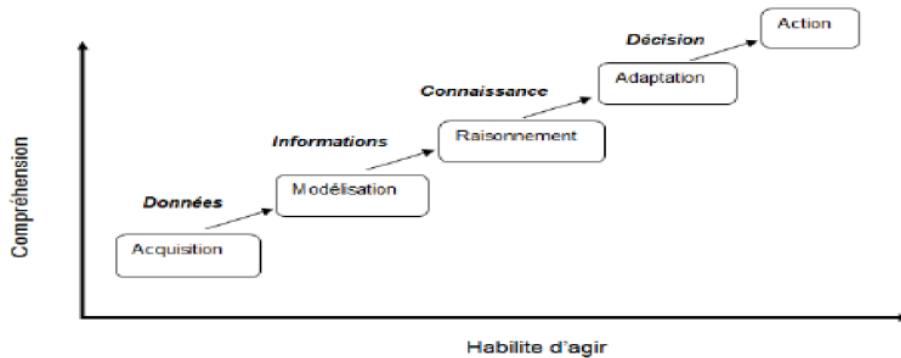 Action
Décision
Adaptation
Connaissance
Raisonnement
Informations
Modélisation
Données
Acquisition
Compréhension
Habilite d'agir